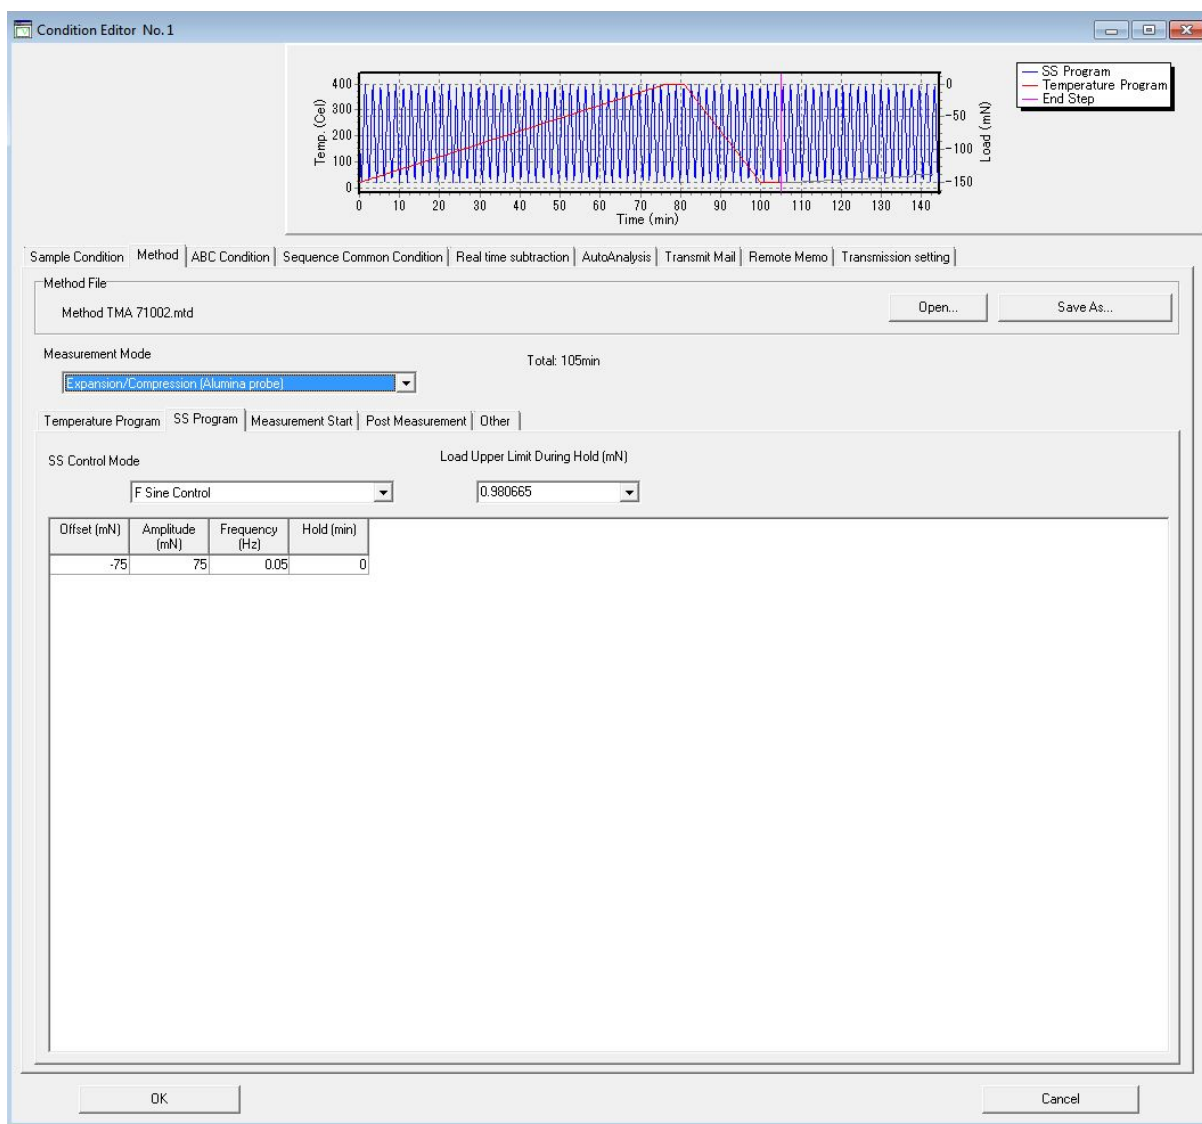 Condition Editor No.1
SS Program
Temperature Program
End Step
400
300
200
100
0
Temp. (Cel)
0
-50
-100
-150
Load (mN)
0 10 20 30 40 50 60 70 80 90 100 110 120 130 140
Time (min)
Sample Condition Method ABC Condition Sequence Common Condition Real time subtraction AutoAnalysis Transmit Mail Remote Memo Transmission setting
Method File
Method TMA 71002.mtd Open... Save As...
Measurement Mode Total: 105min
Expansion/Compression (Alumina probe)
Temperature Program SS Program Measurement Start Post Measurement Other
SS Control Mode Load Upper Limit During Hold (mN)
F Sine Control 0.980665
Offset (mN) Amplitude (mN) Frequency (Hz) Hold (min)
-75 75 0.05 0
OK Cancel